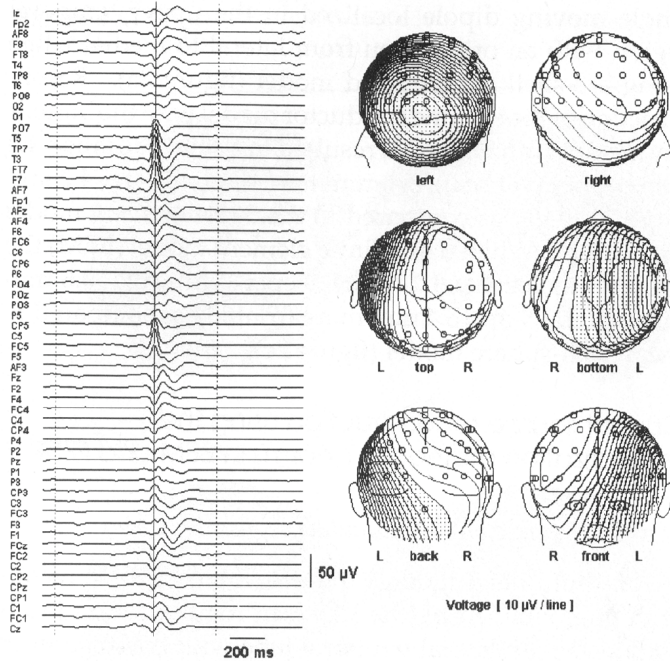 Iz
Fp2
AF8
F8
FT8
T4
TP8
T6
PO8
O2
O1
PO7
T5
TP7
T3
FT7
F7
AF7
Fp1
AFz
AF4
F6
FC6
C6
CP6
P6
PO4
POz
PO3
P5
CP5
C5
FC5
F5
AF3
Fz
F2
F4
FC4
C4
CP4
P4
P2
Pz
P1
P3
CP3
C3
FC3
F3
F1
FCz
FC2
C2
CP2
CPz
CP1
C1
FC1
Cz
50 µV
200 ms
left right
L top R R bottom L
L back R R front L
Voltage [ 10 µV / line ]